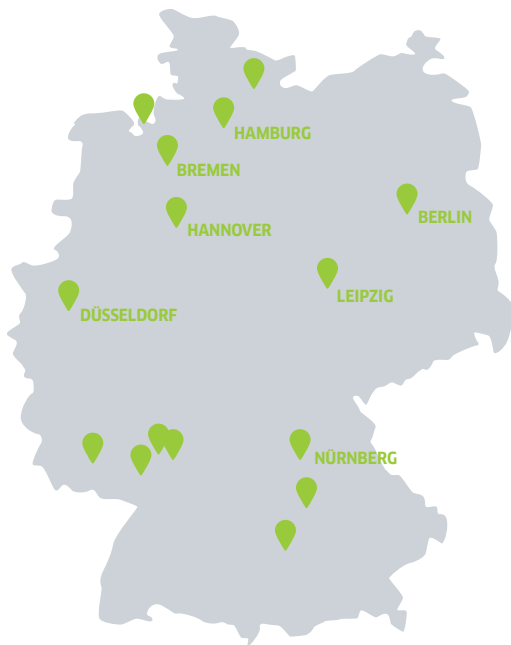 HAMBURG
BREMEN
BERLIN
HANNOVER
LEIPZIG
DÜSSELDORF
NÜRNBERG